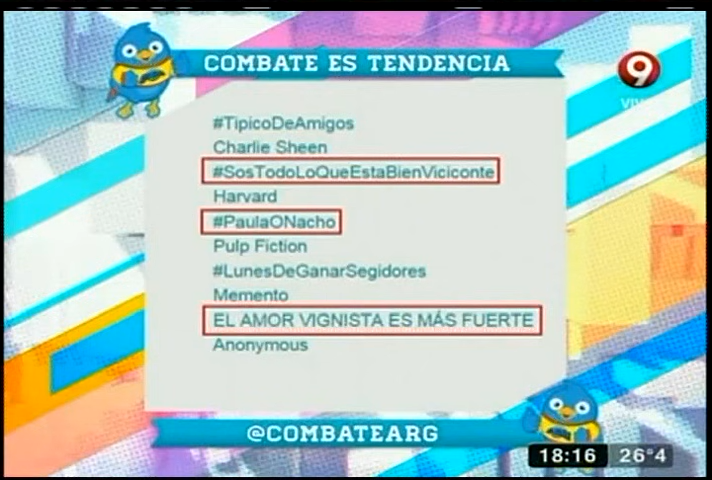 COMBATE ES TENDENCIA
9
VIVO
#TipicoDeAmigos
Charlie Sheen
#SosTodoLoQueEstaBienViciconte
Harvard
#PaulaONacho
Pulp Fiction
#LunesDeGanarSegidores
Memento
EL AMOR VIGNISTA ES MÁS FUERTE
Anonymous
@COMBATEARG
18:16 26°4